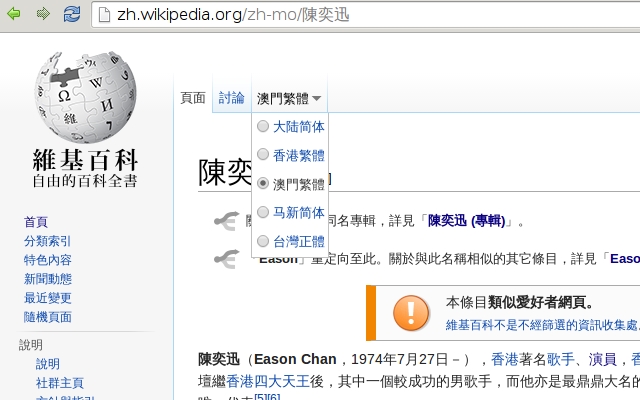 zh.wikipedia.org/zh-mo/陳奕迅
頁面 討論 澳門繁體
大陆简体
香港繁體
澳門繁體
马新简体
台灣正體
維基百科
自由的百科全書
首頁
分類索引
特色內容
新聞動態
最近變更
隨機頁面
說明
說明
社群主頁
方針與指引
陳奕
同名專輯，詳見「陳奕迅 (專輯)」。
"Eason」重定向至此。關於與此名稱相似的其它條目，詳見「Easo
本條目類似愛好者網頁。
維基百科不是不經篩選的資訊收集處。
陳奕迅（Eason Chan，1974年7月27日－），香港著名歌手、演員，香
壇繼香港四大天王後，其中一個較成功的男歌手，而他亦是最鼎鼎大名的
[5][6]